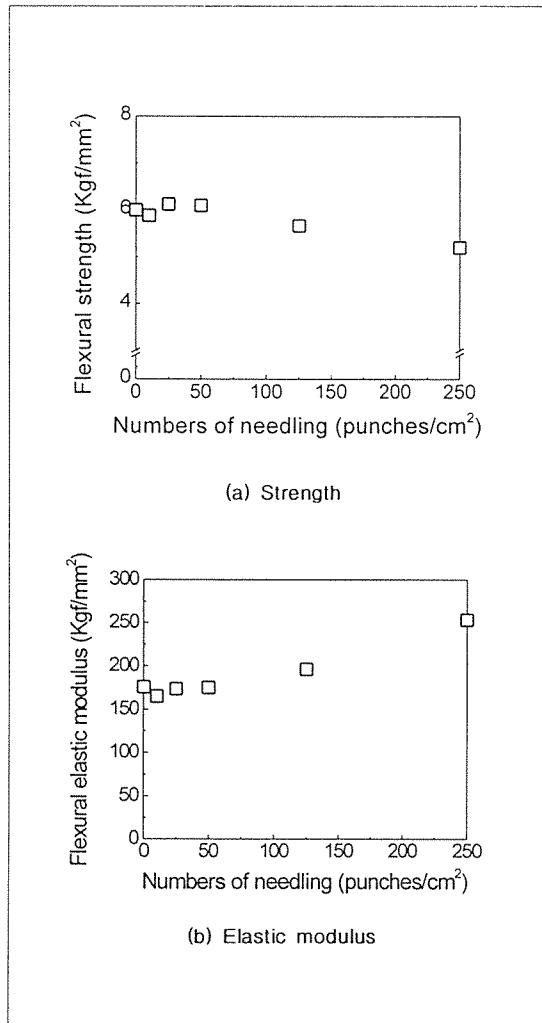 8
6
4
0
0 50 100 150 200 250
Flexural strength (Kgf/mm²)
Numbers of needling (punches/cm²)
(a) Strength
300
250
200
150
100
50
0
0 50 100 150 200 250
Flexural elastic modulus (Kgf/mm²)
Numbers of needling (punches/cm²)
(b) Elastic modulus